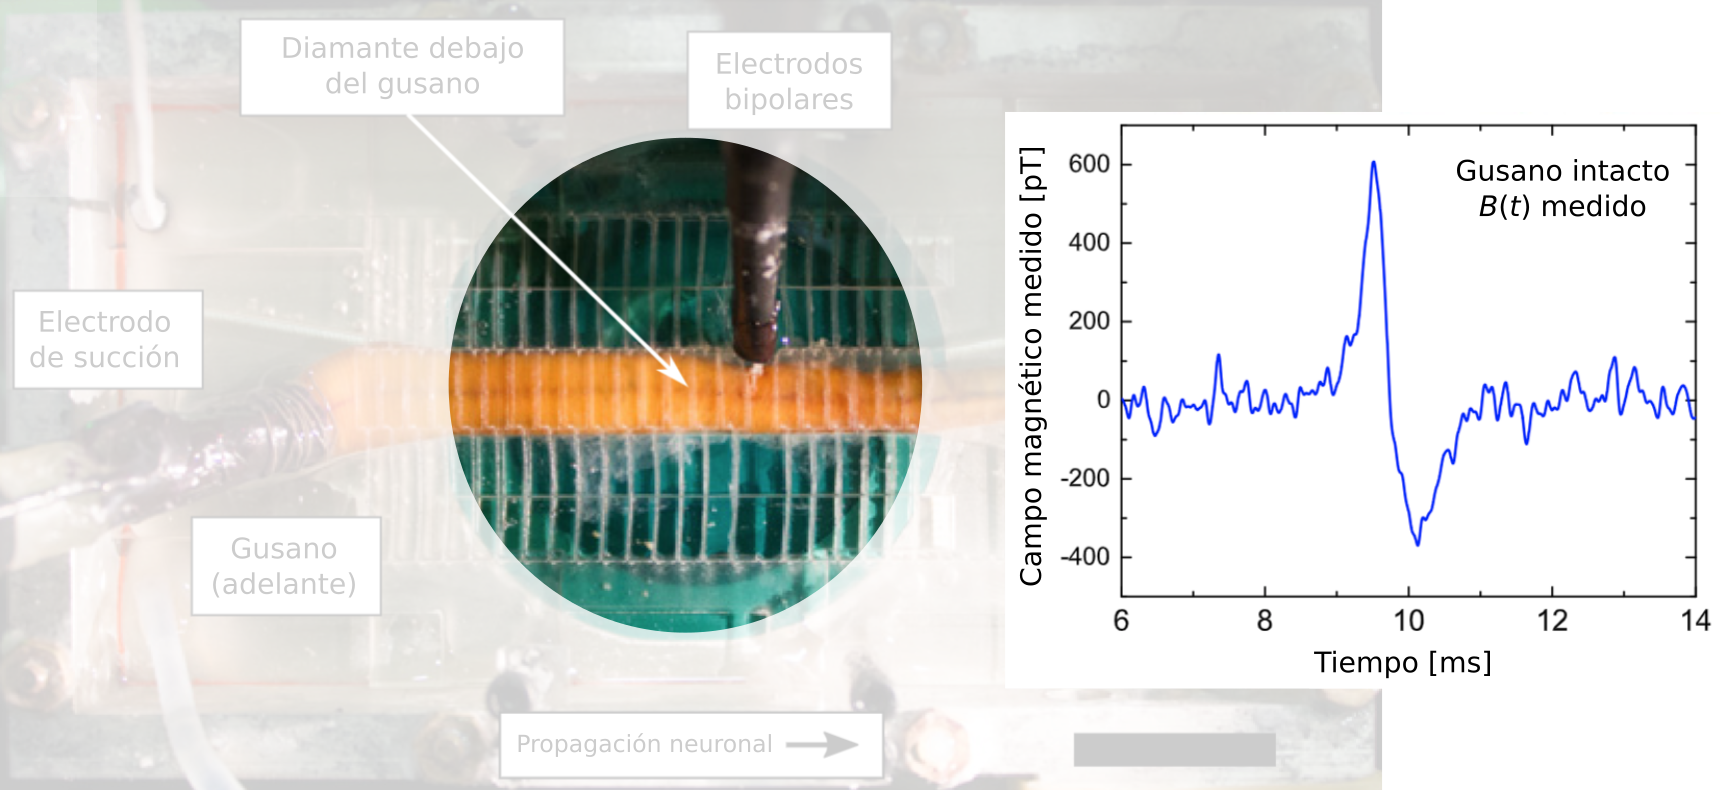 Diamante debajo
del gusano
Electrodos
bipolares
Electrodo
de succión
Gusano
(adelante)
Propagación neuronal
Campo magnético medido [pT]
600
400
200
0
-200
-400
Gusano intacto
B(t) medido
6
8
10
12
14
Tiempo [ms]